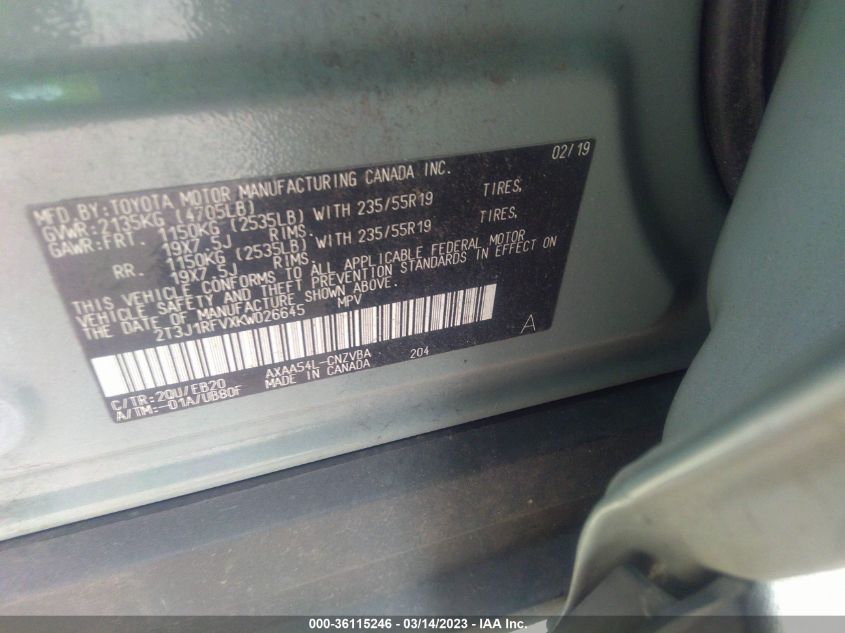 02/19
MFD.BY:TOYOTA MOTOR MANUFACTURING CANADA INC.
GVWR:2135KG (4705LB)
GAWR:FRT. 1150KG (2535LB) WITH 235/55R19 TIRES,
19X7.5J RIMS.
RR. 1150KG (2535LB) WITH 235/55R19 TIRES,
19X7.5J RIMS.
THIS VEHICLE CONFORMS TO ALL APPLICABLE FEDERAL MOTOR
VEHICLE SAFETY AND THEFT PREVENTION STANDARDS IN EFFECT ON
THE DATE OF MANUFACTURE SHOWN ABOVE.
2T3J1RFVXKW026645 MPV
A
C/TR:20U/EB20 AXAA54L-CNZVBA 204
A/TM:-01A/UB80F MADE IN CANADA
000-36115246 - 03/14/2023 - IAA Inc.